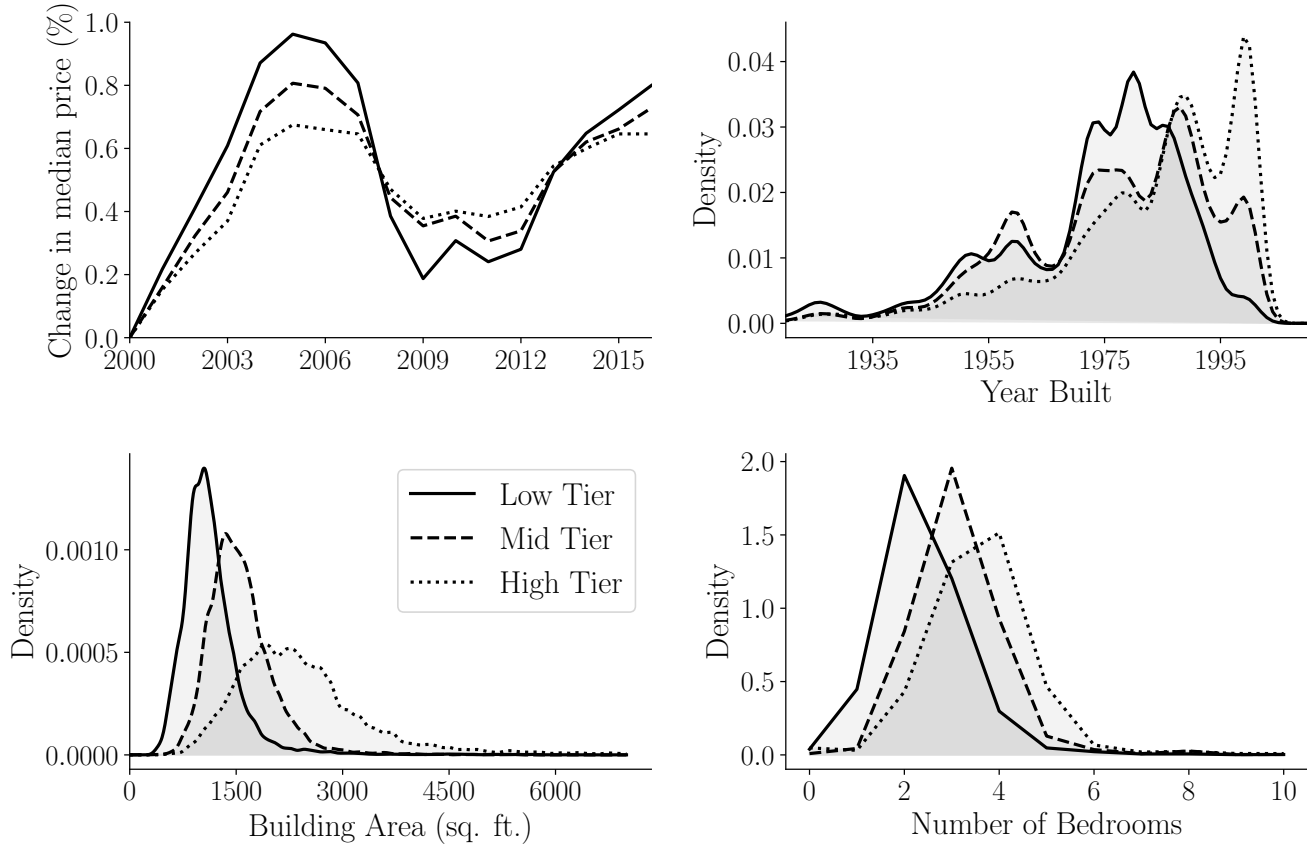 Change in median price (%)
1.0
0.8
0.6
0.4
0.2
0.0
2000 2003 2006 2009 2012 2015
Density
0.04
0.03
0.02
0.01
0.00
1935 1955 1975 1995
Year Built
Density
0.0010
0.0005
0.0000
0 1500 3000 4500 6000
Building Area (sq. ft.)
Low Tier
Mid Tier
High Tier
Density
2.0
1.5
1.0
0.5
0.0
0 2 4 6 8 10
Number of Bedrooms